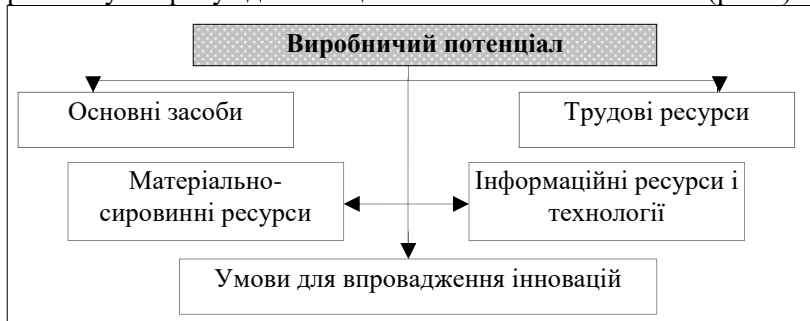 Виробничий потенціал
Основні засоби
Трудові ресурси
Матеріально-
сировинні ресурси
Інформаційні ресурси і
технології
Умови для впровадження інновацій